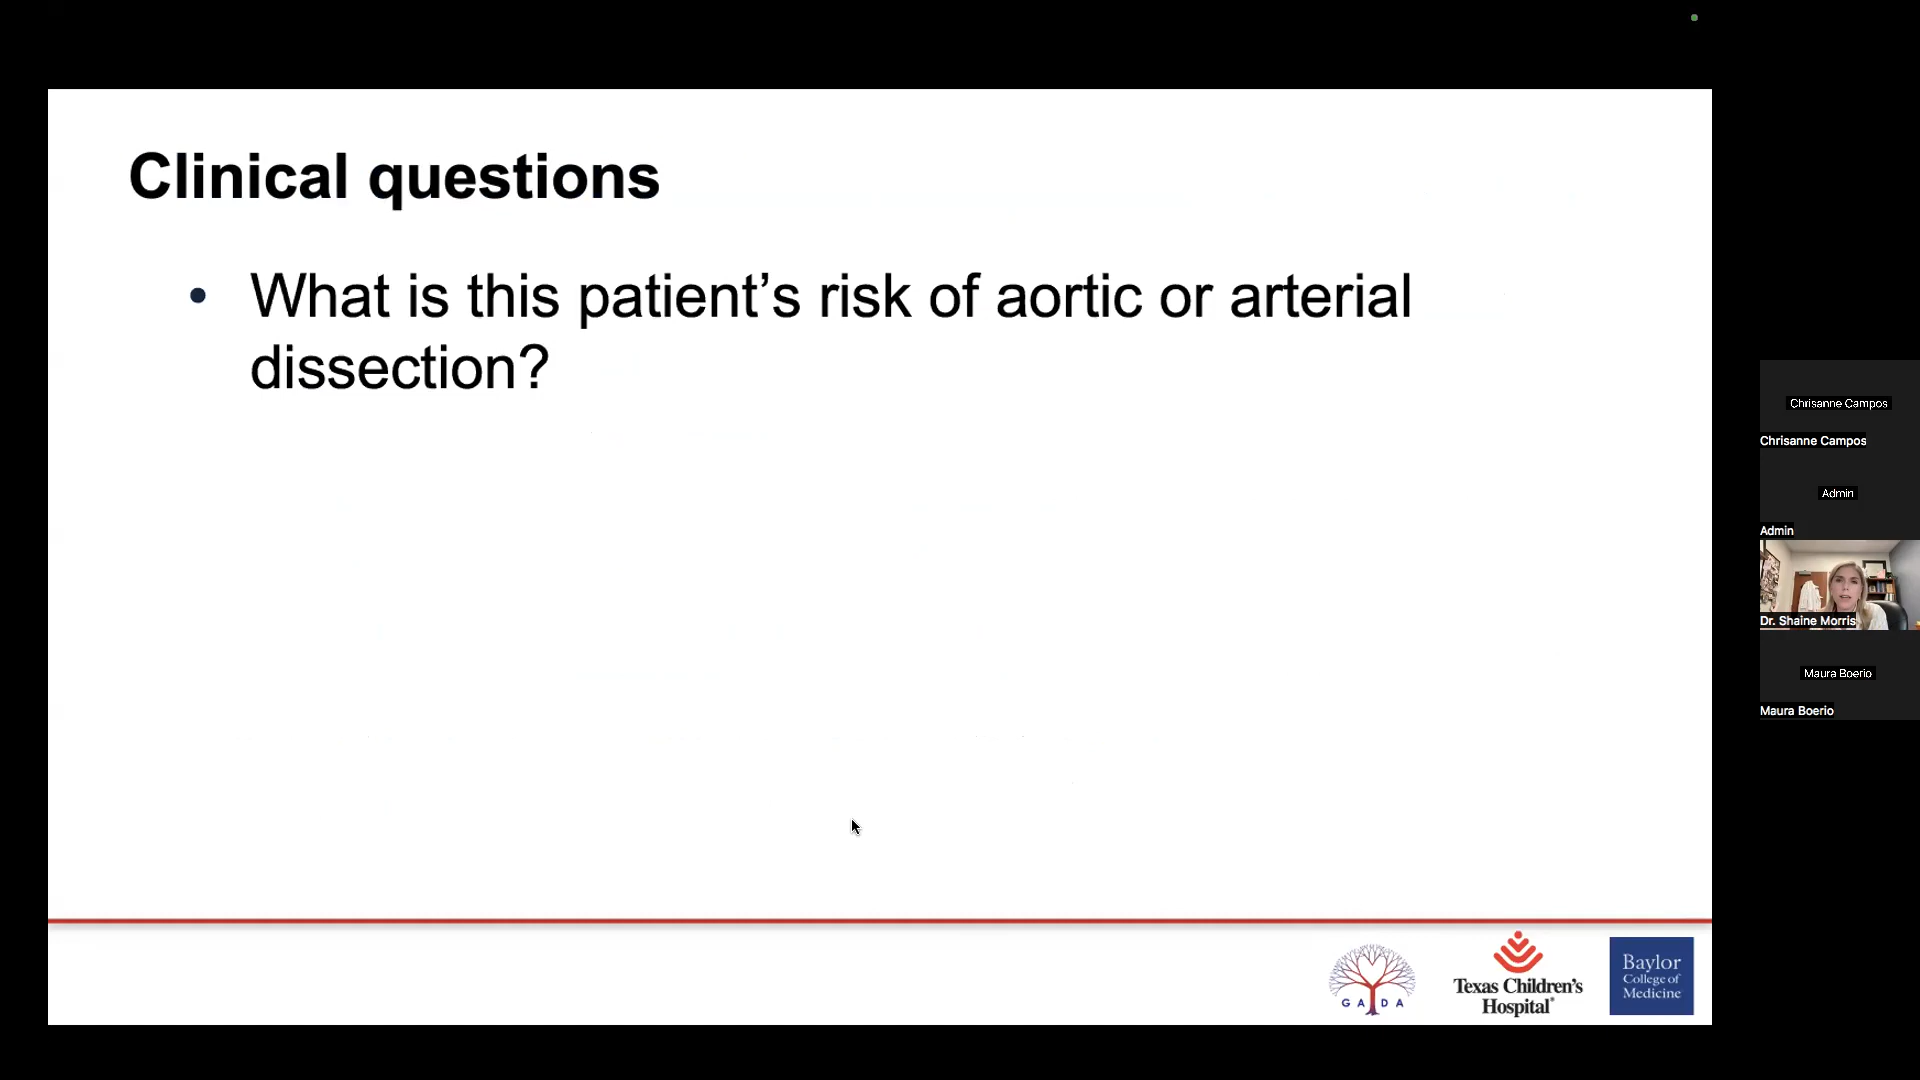 Clinical questions
• What is this patient’s risk of aortic or arterial
dissection?
Chrisanne Campos
Chrisanne Campos
Admin
Admin
Dr. Shaine Morris
Maura Boerio
Maura Boerio
GADA
Texas Children's
Hospital®
Baylor
College of
Medicine